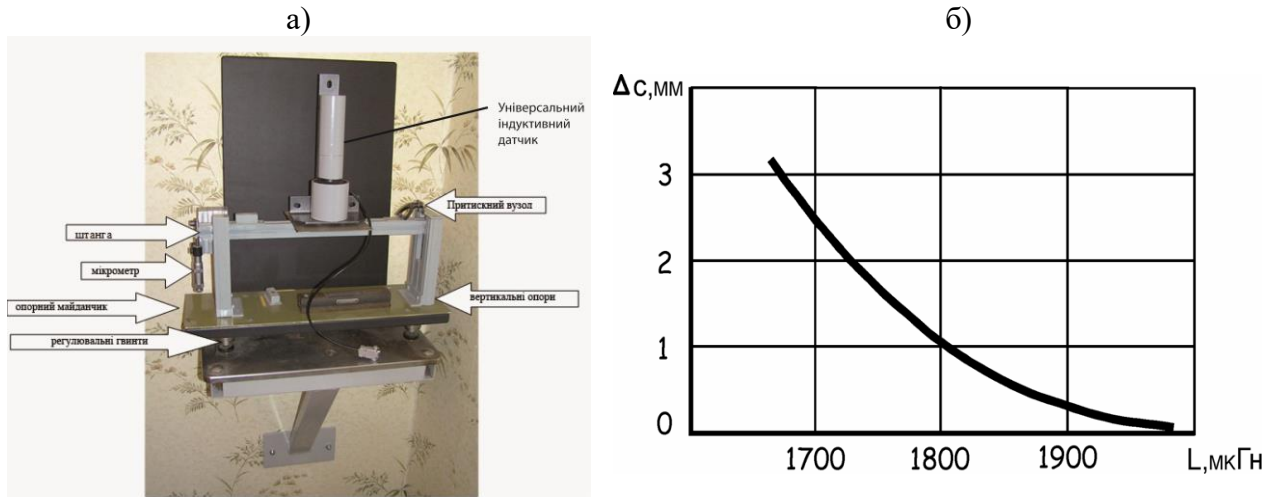 а)
б)
Універсальний
індуктивний
датчик
Притискний вузол
штанга
мікрометр
опорний майданчик
вертикальні опори
регулювальні гвинти
Δс,мм
3
2
1
0
1700 1800 1900 L,мкГн